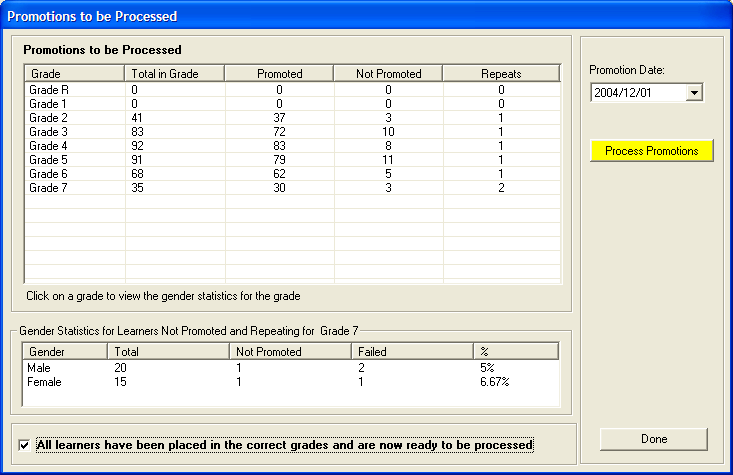 Promotions to be Processed
Promotions to be Processed
Grade Total in Grade Promoted Not Promoted Repeats
Grade R 0 0 0 0
Grade 1 0 0 0 0
Grade 2 41 37 3 1
Grade 3 83 72 10 1
Grade 4 92 83 8 1
Grade 5 91 79 11 1
Grade 6 68 62 5 1
Grade 7 35 30 3 2
Click on a grade to view the gender statistics for the grade
Gender Statistics for Learners Not Promoted and Repeating for Grade 7
Gender Total Not Promoted Failed %
Male 20 1 2 5%
Female 15 1 1 6.67%
All learners have been placed in the correct grades and are now ready to be processed
Promotion Date:
2004/12/01
Process Promotions
Done